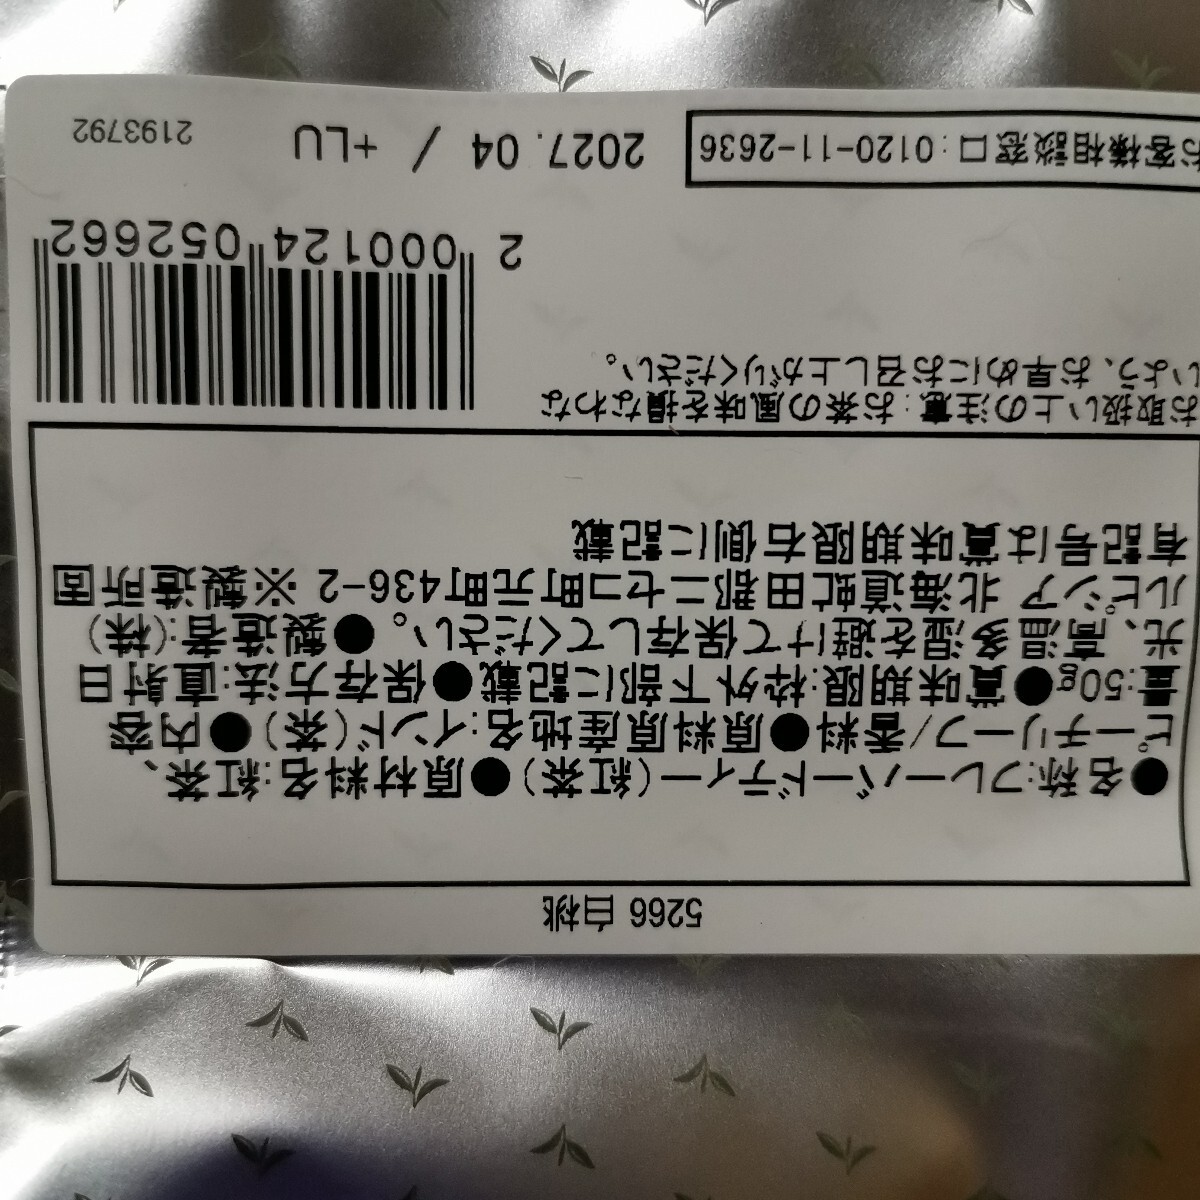 5266 白桃
●名称:フレーバードティー(紅茶)●原材料名:紅茶、
ピーチリーフ/香料●原料原産地名:インド(茶)●内容
量:50g●賞味期限:枠外下部に記載●保存方法:直射日
光、高温多湿を避けて保存してください。●製造者:(株)
ルピシア 北海道虻田郡ニセコ町元町436-2 ※製造所固
有記号は賞味期限右側に記載
お取扱い上の注意:お茶の風味を損なわな
いよう、お早めにお召し上がりください。
2 000124 052662
お客様相談窓口:0120-11-2636
2027.04 / +LU
2193792